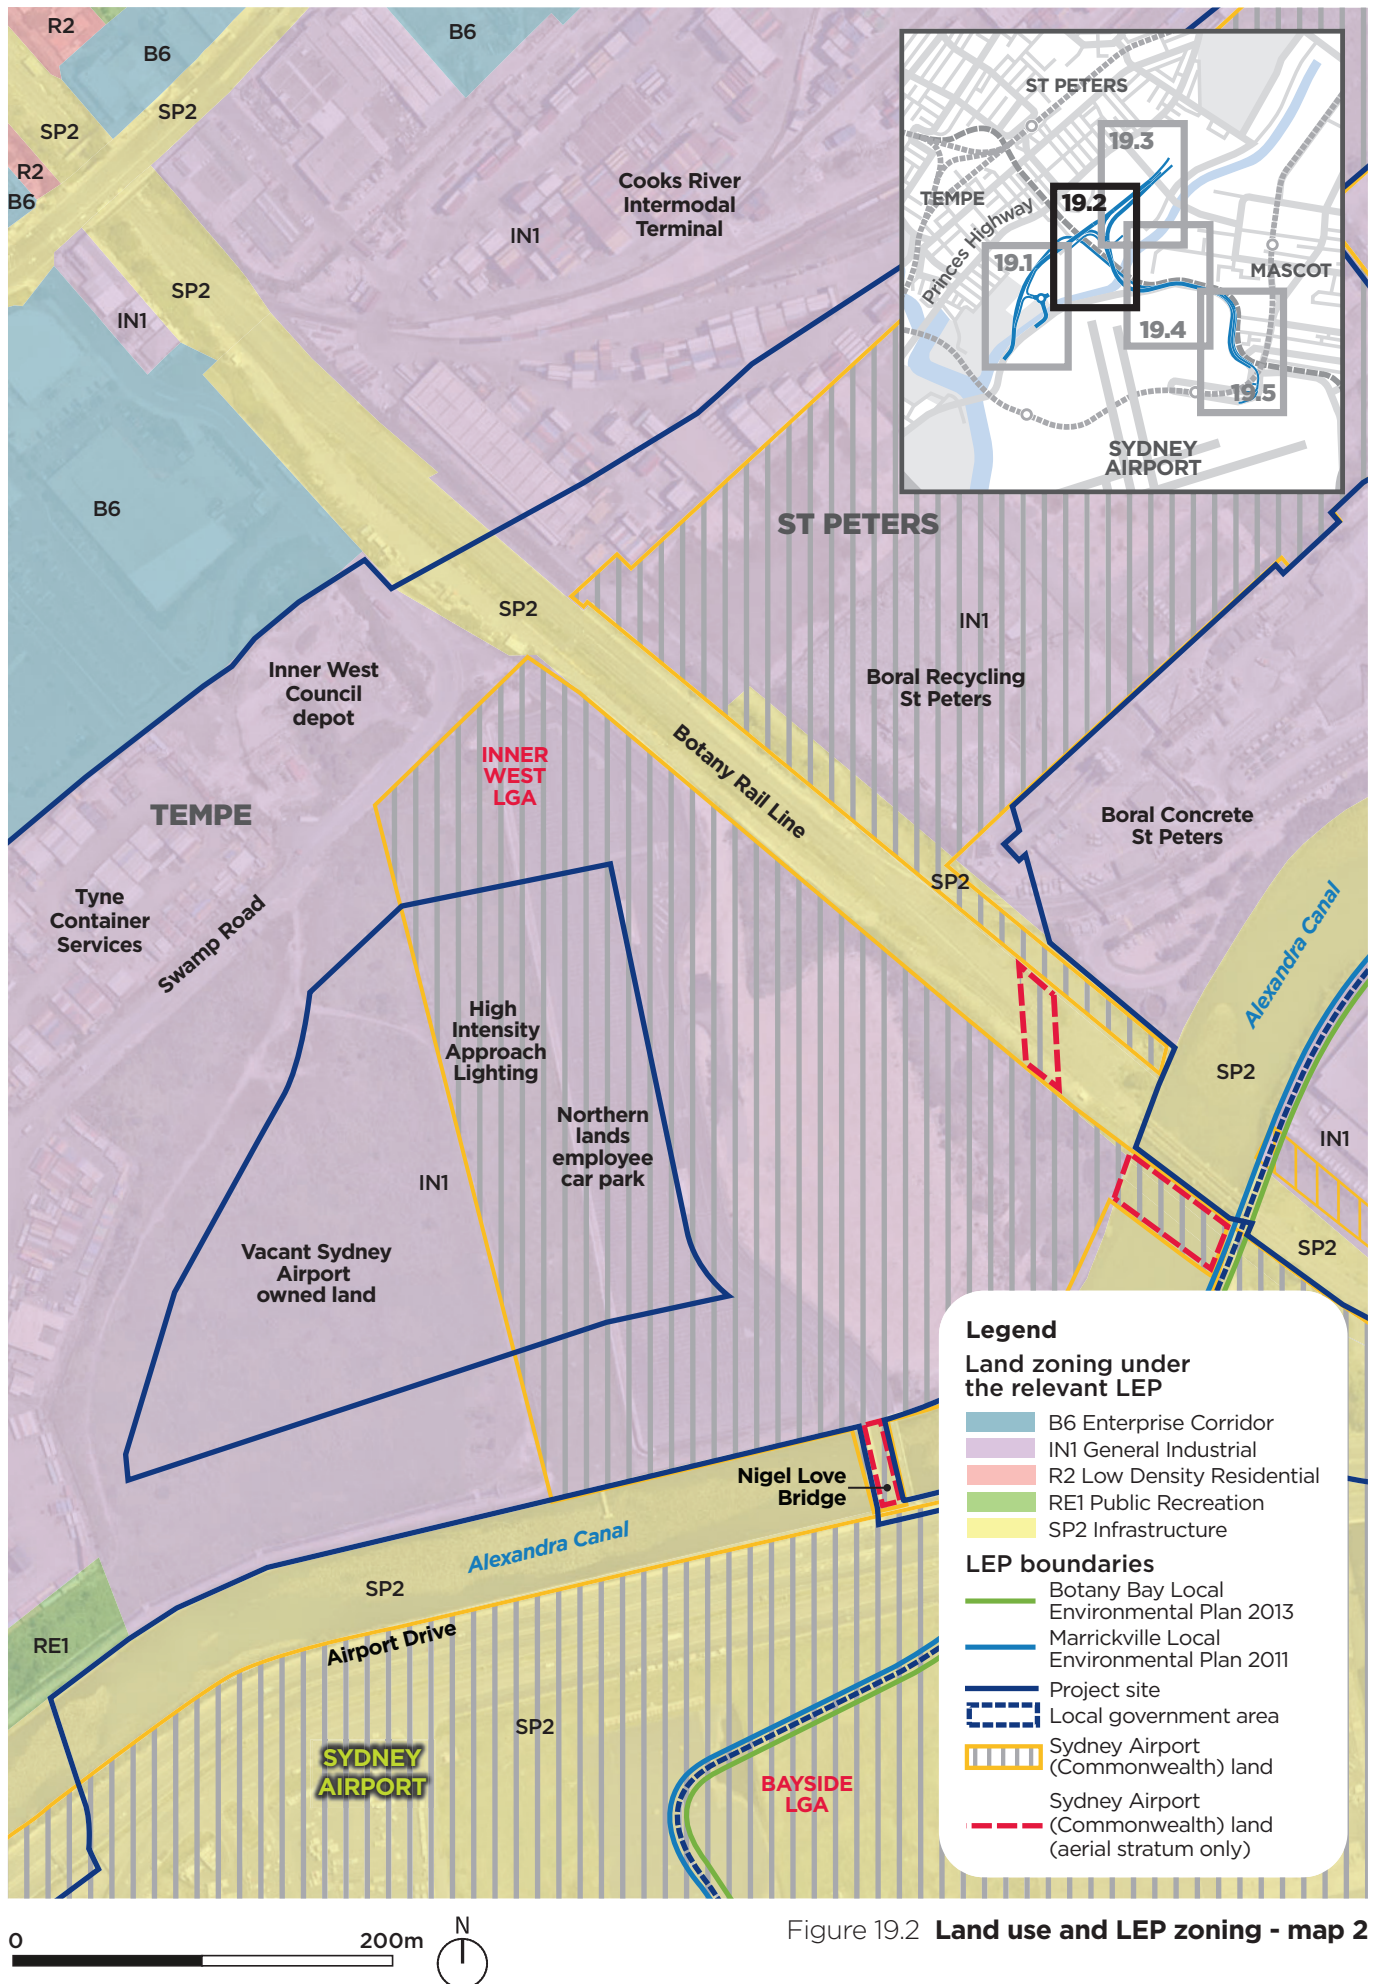 R2
B6
B6
SP2
SP2
R2
B6
SP2
IN1
Cooks River
Intermodal
Terminal
IN1
B6
ST PETERS
19.3
TEMPE
19.2
Princes Highway
19.1
MASCOT
19.4
19.5
SYDNEY
AIRPORT
ST PETERS
SP2
IN1
Inner West
Council
depot
Boral Recycling
St Peters
INNER
WEST
LGA
Botany Rail Line
TEMPE
Boral Concrete
St Peters
Tyne
Container
Services
Swamp Road
SP2
Alexandra Canal
High
Intensity
Approach
Lighting
SP2
Northern
lands
employee
car park
IN1
IN1
Vacant Sydney
Airport
owned land
SP2
Nigel Love
Bridge
Alexandra Canal
SP2
RE1
Airport Drive
SP2
SYDNEY
AIRPORT
BAYSIDE
LGA
Legend
Land zoning under
the relevant LEP
B6 Enterprise Corridor
IN1 General Industrial
R2 Low Density Residential
RE1 Public Recreation
SP2 Infrastructure
LEP boundaries
Botany Bay Local
Environmental Plan 2013
Marrickville Local
Environmental Plan 2011
Project site
Local government area
Sydney Airport
(Commonwealth) land
Sydney Airport
(Commonwealth) land
(aerial stratum only)
0
200m
N
Figure 19.2 Land use and LEP zoning - map 2